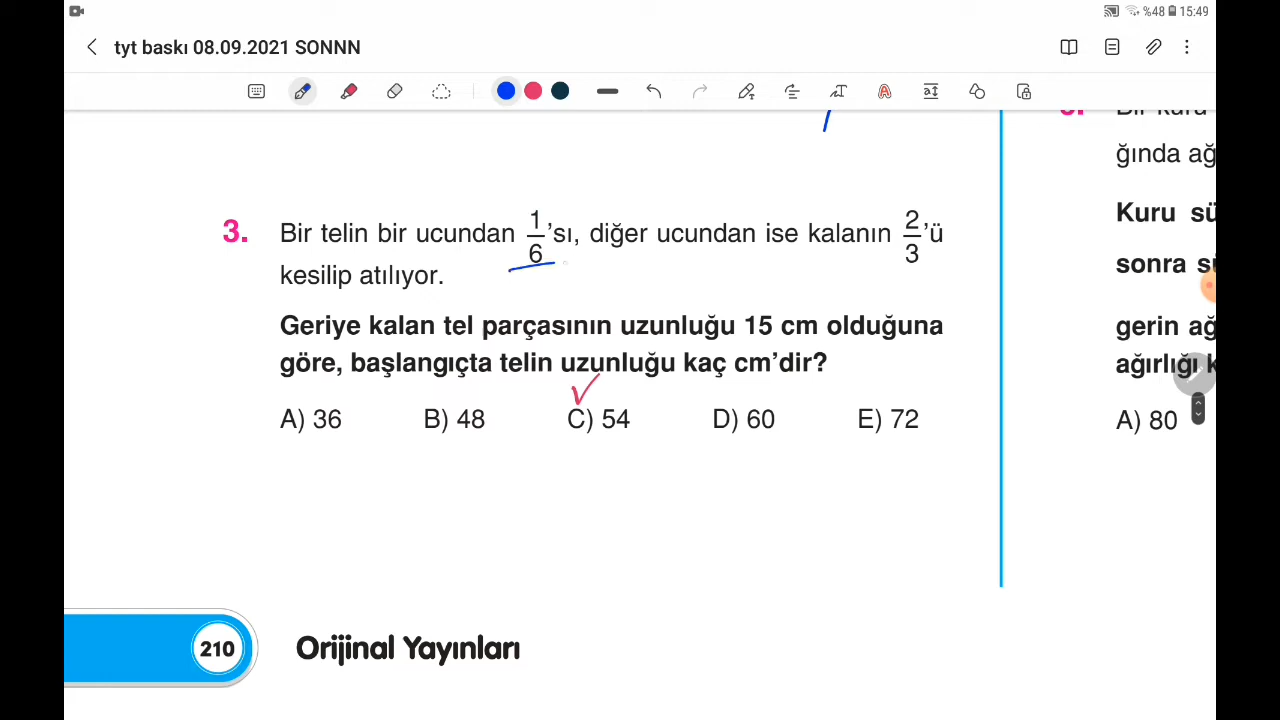 %48 15:49
tyt baskı 08.09.2021 SONNN
3. Bir telin bir ucundan 1/6'sı, diğer ucundan ise kalanın 2/3'ü
kesilip atılıyor.
Geriye kalan tel parçasının uzunluğu 15 cm olduğuna
göre, başlangıçta telin uzunluğu kaç cm'dir?
A) 36 B) 48 C) 54 D) 60 E) 72
ğında ağ
Kuru sü
sonra s
gerin ağ
ağırlığı k
A) 80
210 Orijinal Yayınları